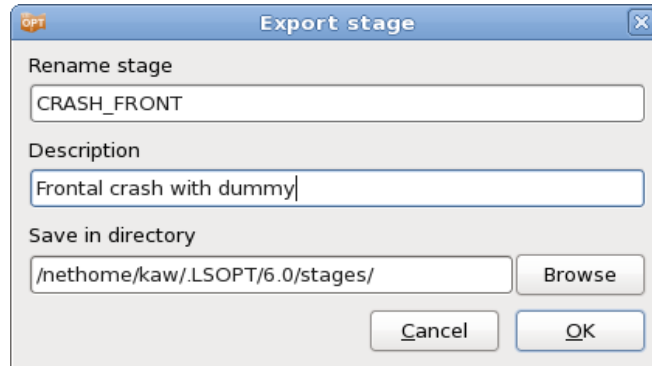 OPT
Export stage
Rename stage
CRASH_FRONT
Description
Frontal crash with dummy
Save in directory
/nethome/kaw/.LSOPT/6.0/stages/
Browse
Cancel
OK